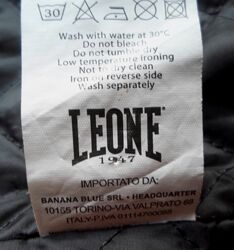 30
Wash with water at 30°C
Do not bleach
Do not tumble dry
Low temperature ironing
Not to dry clean
Iron on reverse side
Wash separately
LEONE
1947
IMPORTATO DA:
BANANA BLUE SRL - HEADQUARTER
10155 TORINO-VIA VALPRATO 68
ITALY-P.IVA 01114700088